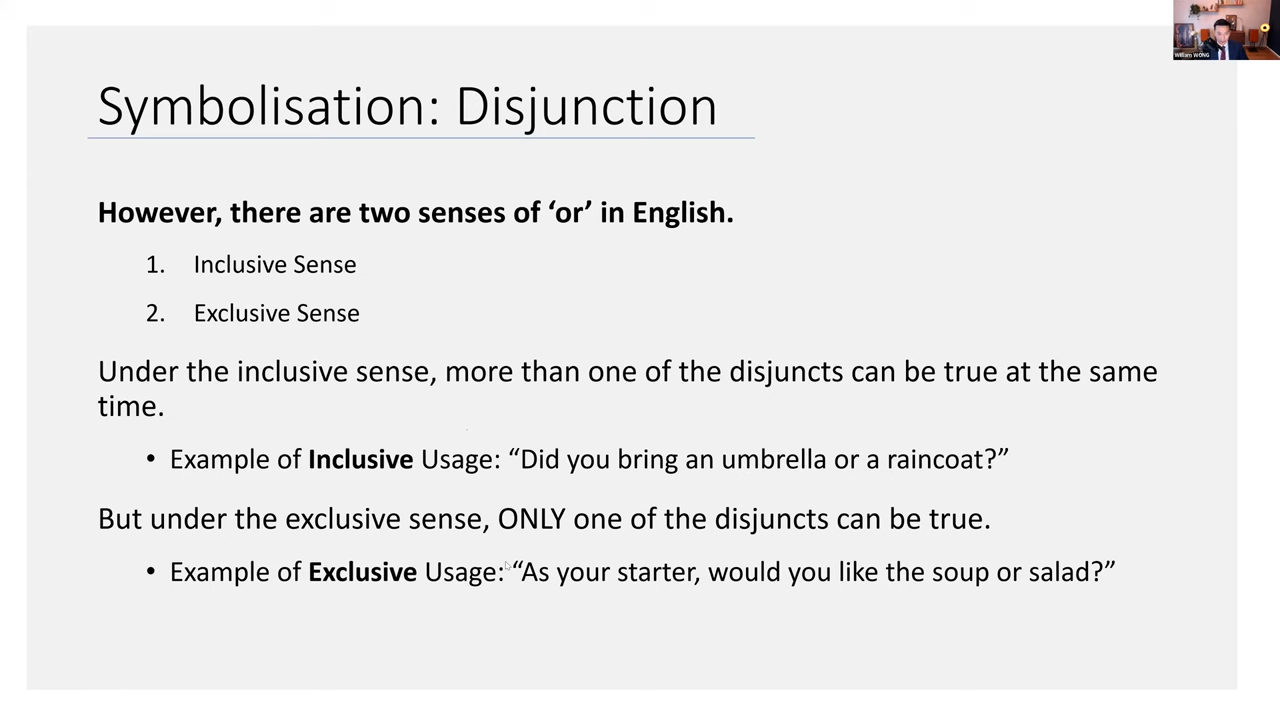 William WONG
Symbolisation: Disjunction
However, there are two senses of ‘or’ in English.
1. Inclusive Sense
2. Exclusive Sense
Under the inclusive sense, more than one of the disjuncts can be true at the same
time.
• Example of Inclusive Usage: “Did you bring an umbrella or a raincoat?”
But under the exclusive sense, ONLY one of the disjuncts can be true.
• Example of Exclusive Usage: “As your starter, would you like the soup or salad?”